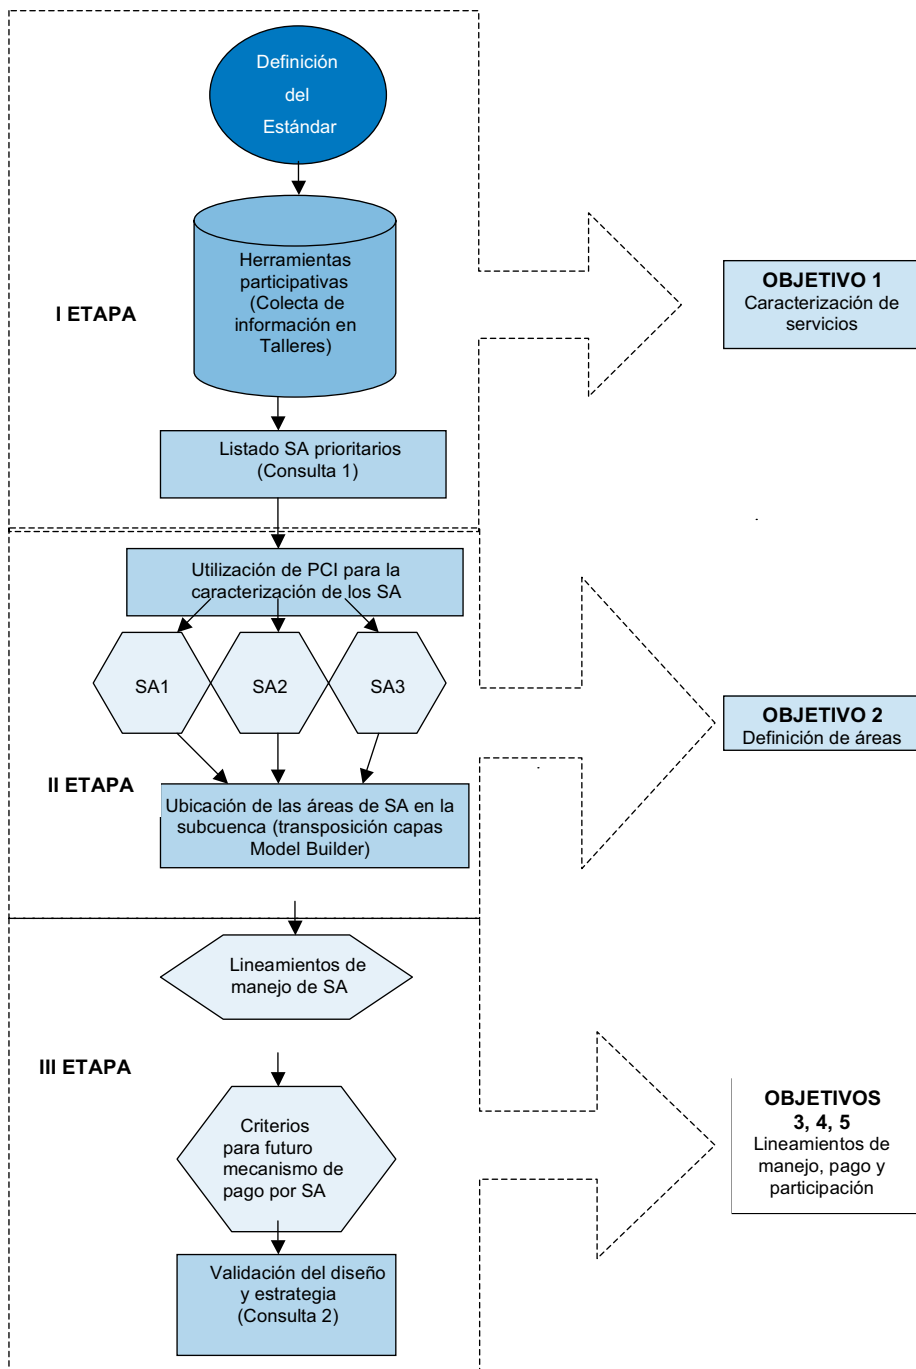 Definición
del
Estándar
Herramientas
participativas
(Colecta de
información en
Talleres)
I ETAPA
OBJETIVO 1
Caracterización de
servicios
Listado SA prioritarios
(Consulta 1)
Utilización de PCI para la
caracterización de los SA
SA1
SA2
SA3
II ETAPA
OBJETIVO 2
Definición de áreas
Ubicación de las áreas de SA en la
subcuenca (transposición capas
Model Builder)
Lineamientos de
manejo de SA
III ETAPA
Criterios
para futuro
mecanismo de
pago por SA
OBJETIVOS
3, 4, 5
Lineamientos de
manejo, pago y
participación
Validación del diseño
y estrategia
(Consulta 2)